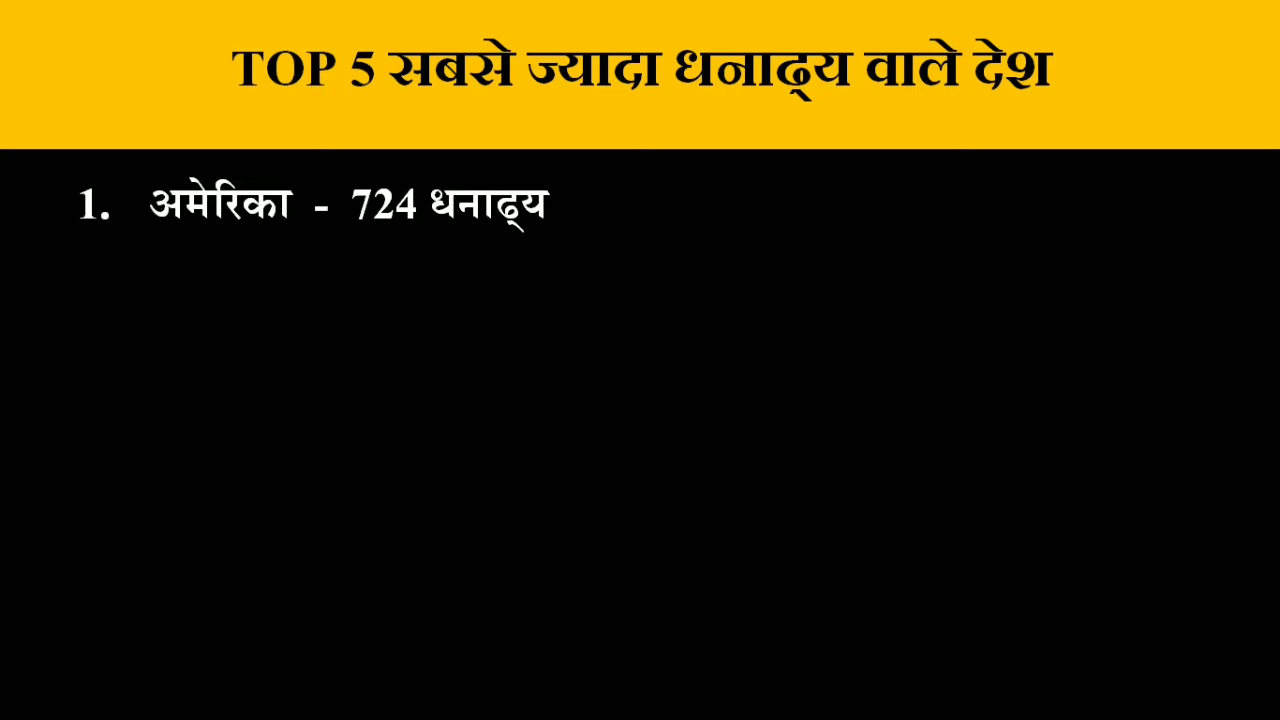 TOP 5 सबसे ज्यादा धनाढ्य वाले देश
1. अमेरिका - 724 धनाढ्य